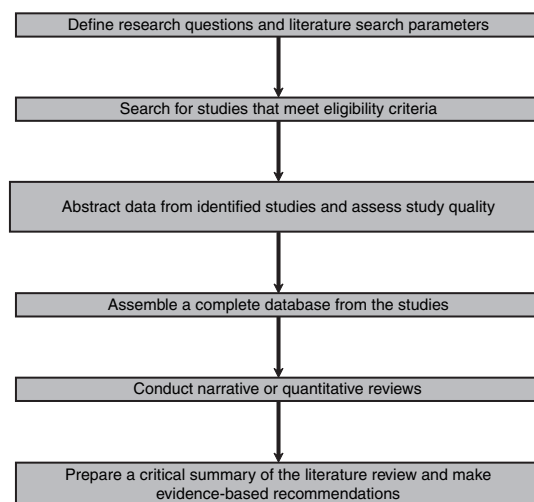 Define research questions and literature search parameters
Search for studies that meet eligibility criteria
Abstract data from identified studies and assess study quality
Assemble a complete database from the studies
Conduct narrative or quantitative reviews
Prepare a critical summary of the literature review and make
evidence-based recommendations